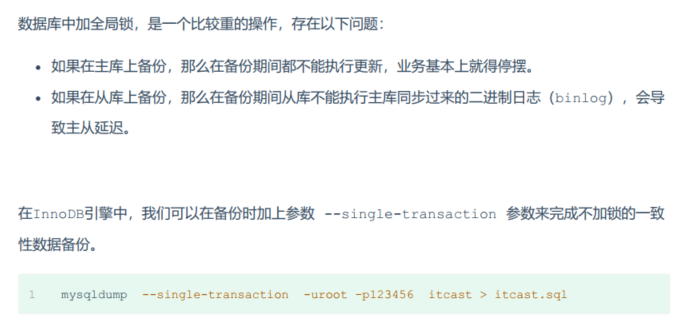 数据库中加全局锁，是一个比较重的操作，存在以下问题：
• 如果在主库上备份，那么在备份期间都不能执行更新，业务基本上就得停摆。
• 如果在从库上备份，那么在备份期间从库不能执行主库同步过来的二进制日志（binlog），会导
致主从延迟。
在InnoDB引擎中，我们可以在备份时加上参数 --single-transaction 参数来完成不加锁的一致
性数据备份。
1 mysqldump --single-transaction -uroot -p123456 itcast > itcast.sql